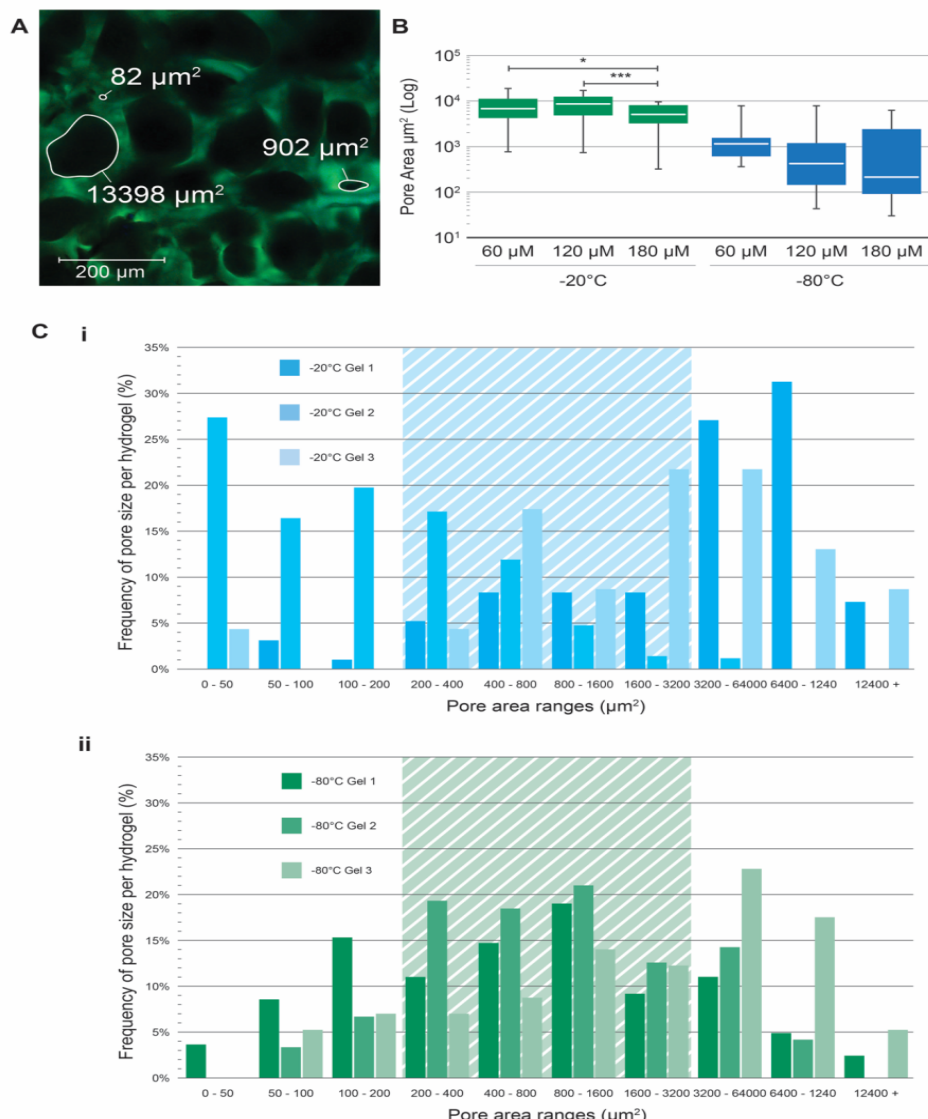 A
82 µm²
902 µm²
13398 µm²
200 µm
B
Pore Area µm² (Log)
10⁵
10⁴
10³
10²
10¹
*
***
60 µM 120 µM 180 µM 60 µM 120 µM 180 µM
-20°C -80°C
C
i
Frequency of pore size per hydrogel (%)
35%
30%
25%
20%
15%
10%
5%
0%
-20°C Gel 1
-20°C Gel 2
-20°C Gel 3
0 - 50 50 - 100 100 - 200 200 - 400 400 - 800 800 - 1600 1600 - 3200 3200 - 64000 6400 - 1240 12400 +
Pore area ranges (µm²)
ii
Frequency of pore size per hydrogel (%)
35%
30%
25%
20%
15%
10%
5%
0%
-80°C Gel 1
-80°C Gel 2
-80°C Gel 3
0 - 50 50 - 100 100 - 200 200 - 400 400 - 800 800 - 1600 1600 - 3200 3200 - 64000 6400 - 1240 12400 +
Pore area ranges (µm²)